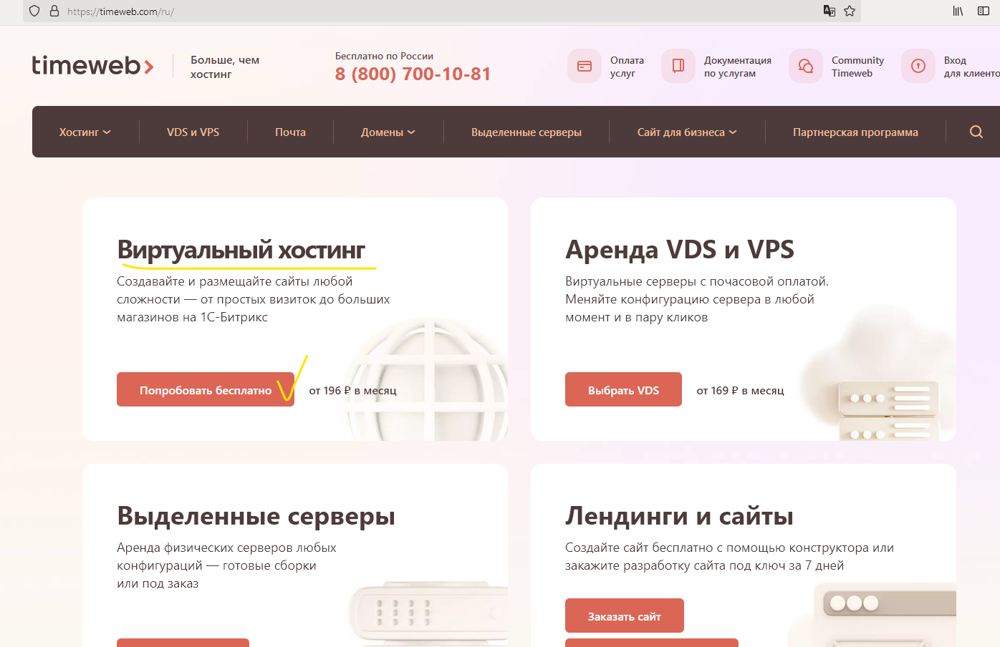 https://timeweb.com/ru/
timeweb
Больше, чем
хостинг
Бесплатно по России
8 (800) 700-10-81
Оплата
услуг
Документация
по услугам
Community
Timeweb
Вход
для клиенто
Хостинг
VDS и VPS
Почта
Домены
Выделенные серверы
Сайт для бизнеса
Партнерская программа
Виртуальный хостинг
Создавайте и размещайте сайты любой
сложности — от простых визиток до больших
магазинов на 1С-Битрикс
Попробовать бесплатно
от 196 ₽ в месяц
Аренда VDS и VPS
Виртуальные серверы с почасовой оплатой.
Меняйте конфигурацию сервера в любой
момент и в пару кликов
Выбрать VDS
от 169 ₽ в месяц
Выделенные серверы
Аренда физических серверов любых
конфигураций — готовые сборки
или под заказ
Лендинги и сайты
Создайте сайт бесплатно с помощью конструктора или
закажите разработку сайта под ключ за 7 дней
Заказать сайт